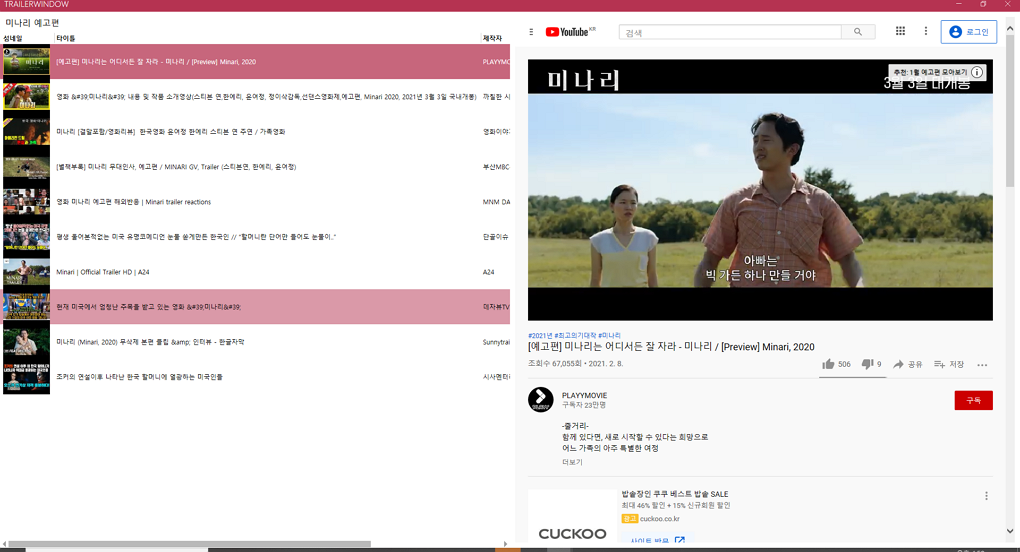 TRAILERWINDOW
미나리 예고편
섬네일 타이틀 제작자
[예고편] 미나리는 어디서든 잘 자라 - 미나리 / [Preview] Minari, 2020 PLAYYMO
영화 &#39;미나리&#39; 내용 및 작품 소개영상(스티븐 연,한예리, 윤여정, 정이삭감독,선댄스영화제,예고편, Minari 2020, 2021년 3월 3일 국내개봉) 까칠한 시
미나리 [결말포함/영화리뷰] 한국영화 윤여정 한예리 스티븐 연 주연 / 가족영화 영화이야
[별책부록] 미나리 무대인사, 예고편 / MINARI GV, Trailer (스티븐연, 한예리, 윤여정) 부산MBC
영화 미나리 예고편 해외반응 | Minari trailer reactions MNM DA
평생 울어본적없는 미국 유명코메디언 눈물 쏟게만든 한국인 // "할머니란 단어만 들어도 눈물이.." 단골이슈
Minari | Official Trailer HD | A24 A24
현재 미국에서 엄청난 주목을 받고 있는 영화 &#39;미나리&#39; 데자뷰TV
미나리 (Minari, 2020) 무삭제 본편 클립 &amp; 인터뷰 - 한글자막 Sunnytrai
조커의 연설이후 나타난 한국 할머니에 열광하는 미국인들 시사멘터
YouTube KR
검색
로그인
미나리
추천: 1월 예고편 모아보기
3월 3일 대개봉
아빠는
빅 가든 하나 만들 거야
#2021년 #최고의기대작 #미나리
[예고편] 미나리는 어디서든 잘 자라 - 미나리 / [Preview] Minari, 2020
조회수 67,055회 • 2021. 2. 8.
506 9 공유 저장
PLAYYMOVIE
구독자 23만명
구독
-줄거리-
함께 있다면, 새로 시작할 수 있다는 희망으로
어느 가족의 아주 특별한 여정
더보기
밥솥장인 쿠쿠 베스트 밥솥 SALE
최대 46% 할인 + 15% 신규회원 할인
광고 cuckoo.co.kr
CUCKOO
사이트 방문